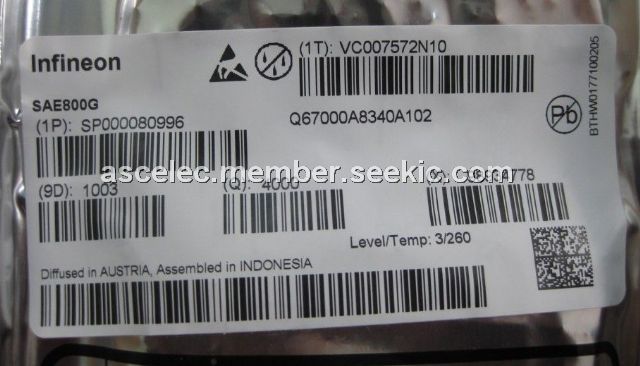 Infineon
(1T): VC007572N10
SAE800G
(1P): SP000080996
Q67000A8340A102
Pb
BTHW0177100205
ascelec.member.seekic.com
(9D): 1003
(Q): 4000
Level/Temp: 3/260
Diffused in AUSTRIA, Assembled in INDONESIA